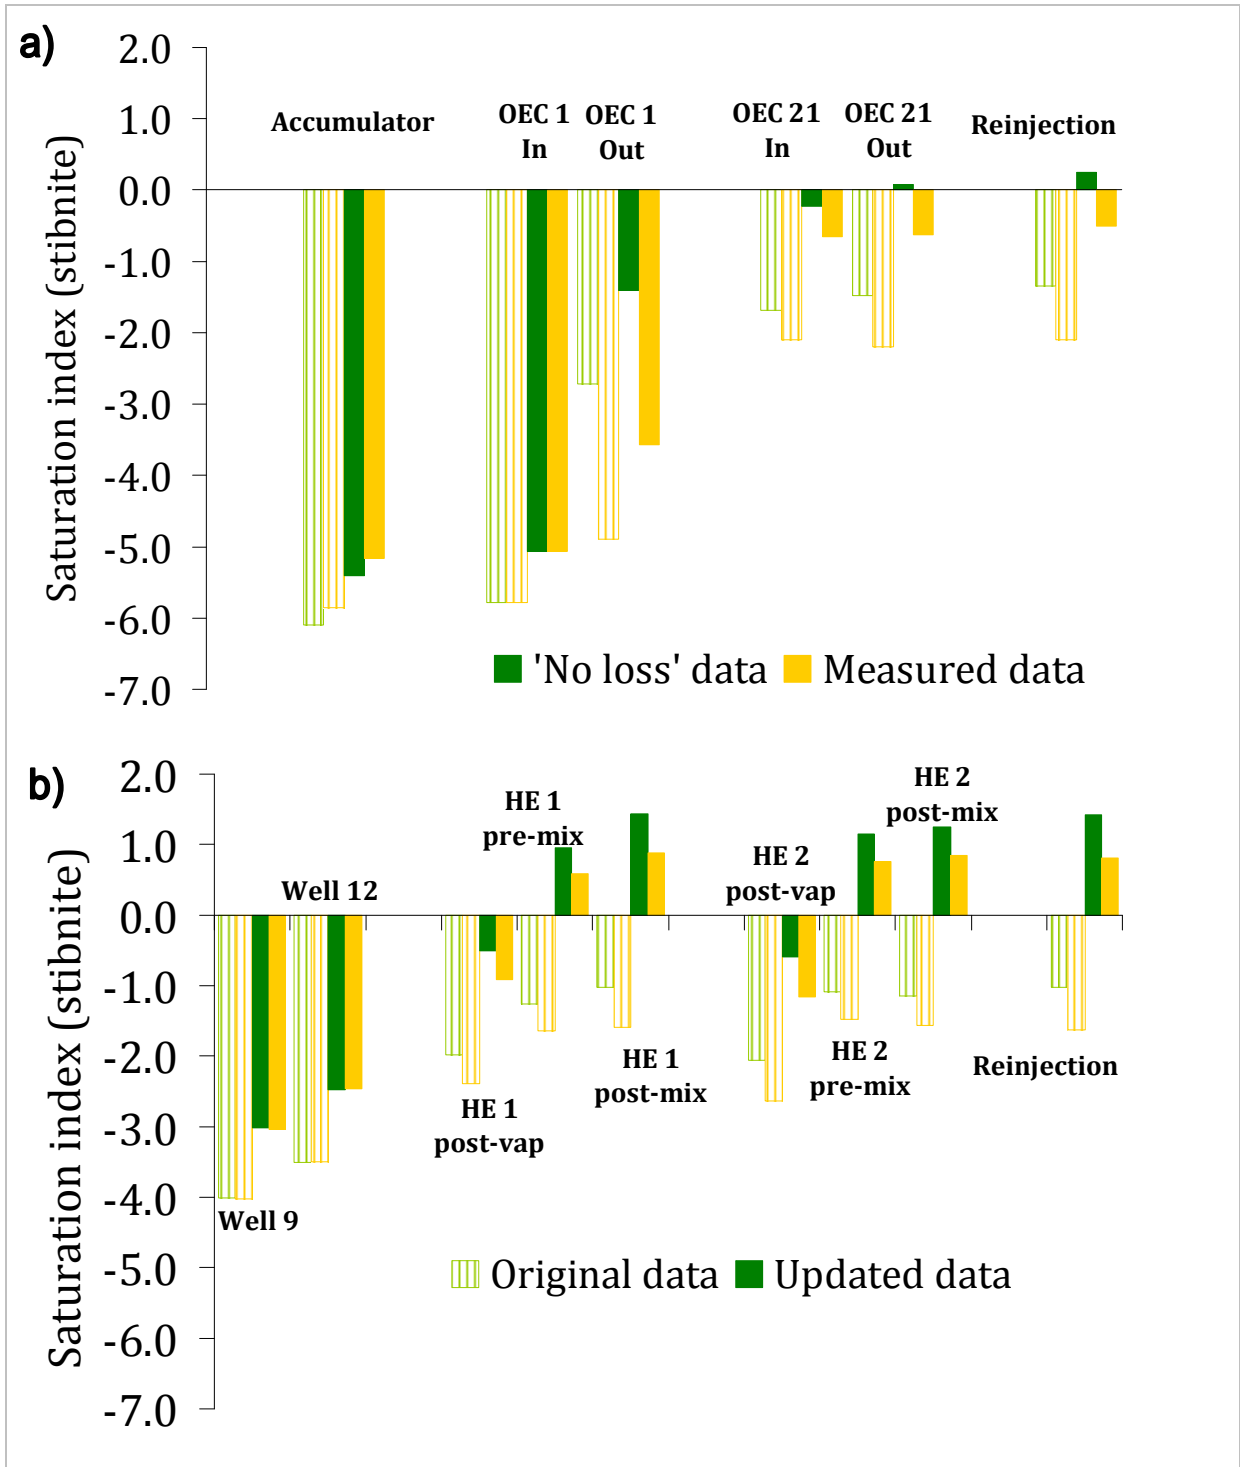 a)
Saturation index (stibnite)
2.0
1.0
0.0
-1.0
-2.0
-3.0
-4.0
-5.0
-6.0
-7.0
Accumulator
OEC 1
In
OEC 1
Out
OEC 21
In
OEC 21
Out
Reinjection
'No loss' data
Measured data
b)
Saturation index (stibnite)
2.0
1.0
0.0
-1.0
-2.0
-3.0
-4.0
-5.0
-6.0
-7.0
Well 9
Well 12
HE 1
post-vap
HE 1
pre-mix
HE 1
post-mix
HE 2
post-vap
HE 2
pre-mix
HE 2
post-mix
Reinjection
Original data
Updated data